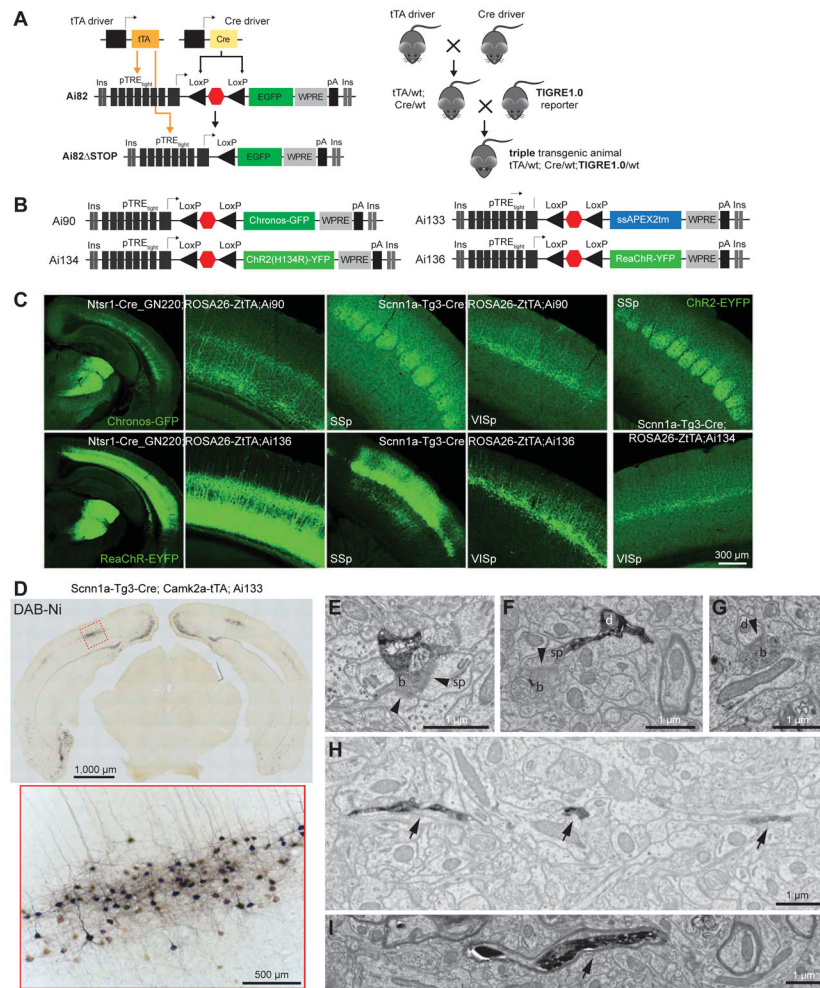 A
tTA driver
Cre driver
tTA
Cre
Ins
pTREtight
LoxP
LoxP
pA
Ins
Ai82
EGFP
WPRE
pTREtight
LoxP
pA
Ins
Ins
Ai82ΔSTOP
EGFP
WPRE
tTA driver
Cre driver
tTA/wt;
Cre/wt
TIGRE1.0
reporter
triple transgenic animal
tTA/wt; Cre/wt;TIGRE1.0/wt
B
Ins
pTREtight
LoxP
LoxP
pA
Ins
Ai90
Chronos-GFP
WPRE
Ins
pTREtight
LoxP
LoxP
pA
Ins
Ai134
ChR2(H134R)-YFP
WPRE
Ins
pTREtight
LoxP
LoxP
pA
Ins
Ai133
ssAPEX2tm
WPRE
Ins
pTREtight
LoxP
LoxP
pA
Ins
Ai136
ReaChR-YFP
WPRE
C
Ntsr1-Cre_GN220;ROSA26-ZtTA;Ai90
Scnn1a-Tg3-Cre;ROSA26-ZtTA;Ai90
SSp
ChR2-EYFP
Chronos-GFP
SSp
VISp
Scnn1a-Tg3-Cre;
ROSA26-ZtTA;Ai134
Ntsr1-Cre_GN220;ROSA26-ZtTA;Ai136
Scnn1a-Tg3-Cre;ROSA26-ZtTA;Ai136
ReaChR-EYFP
SSp
VISp
VISp
300 µm
D
Scnn1a-Tg3-Cre; Camk2a-tTA; Ai133
DAB-Ni
1,000 µm
500 µm
E
b
sp
1 µm
F
d
sp
b
1 µm
G
d
b
1 µm
H
1 µm
I
1 µm